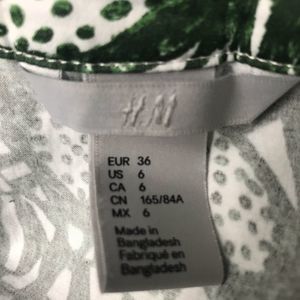 H&M
EUR 36
US 6
CA 6
CN 165/84A
MX 6
Made in
Bangladesh
Fabriqué en
Bangladesh